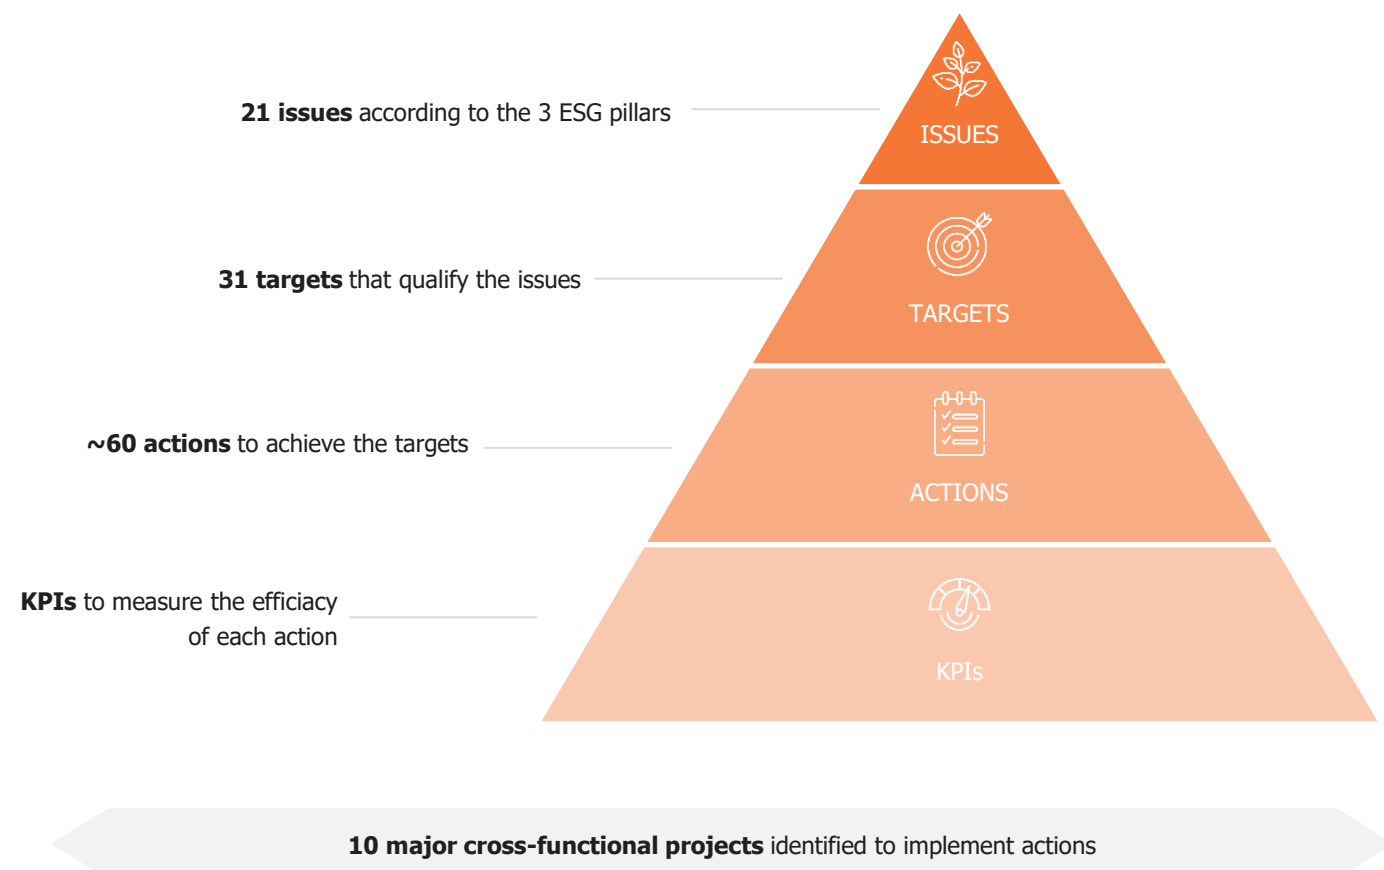 21 issues according to the 3 ESG pillars
ISSUES
31 targets that qualify the issues
TARGETS
~60 actions to achieve the targets
ACTIONS
KPIs to measure the efficiacy
of each action
KPIs
10 major cross-functional projects identified to implement actions